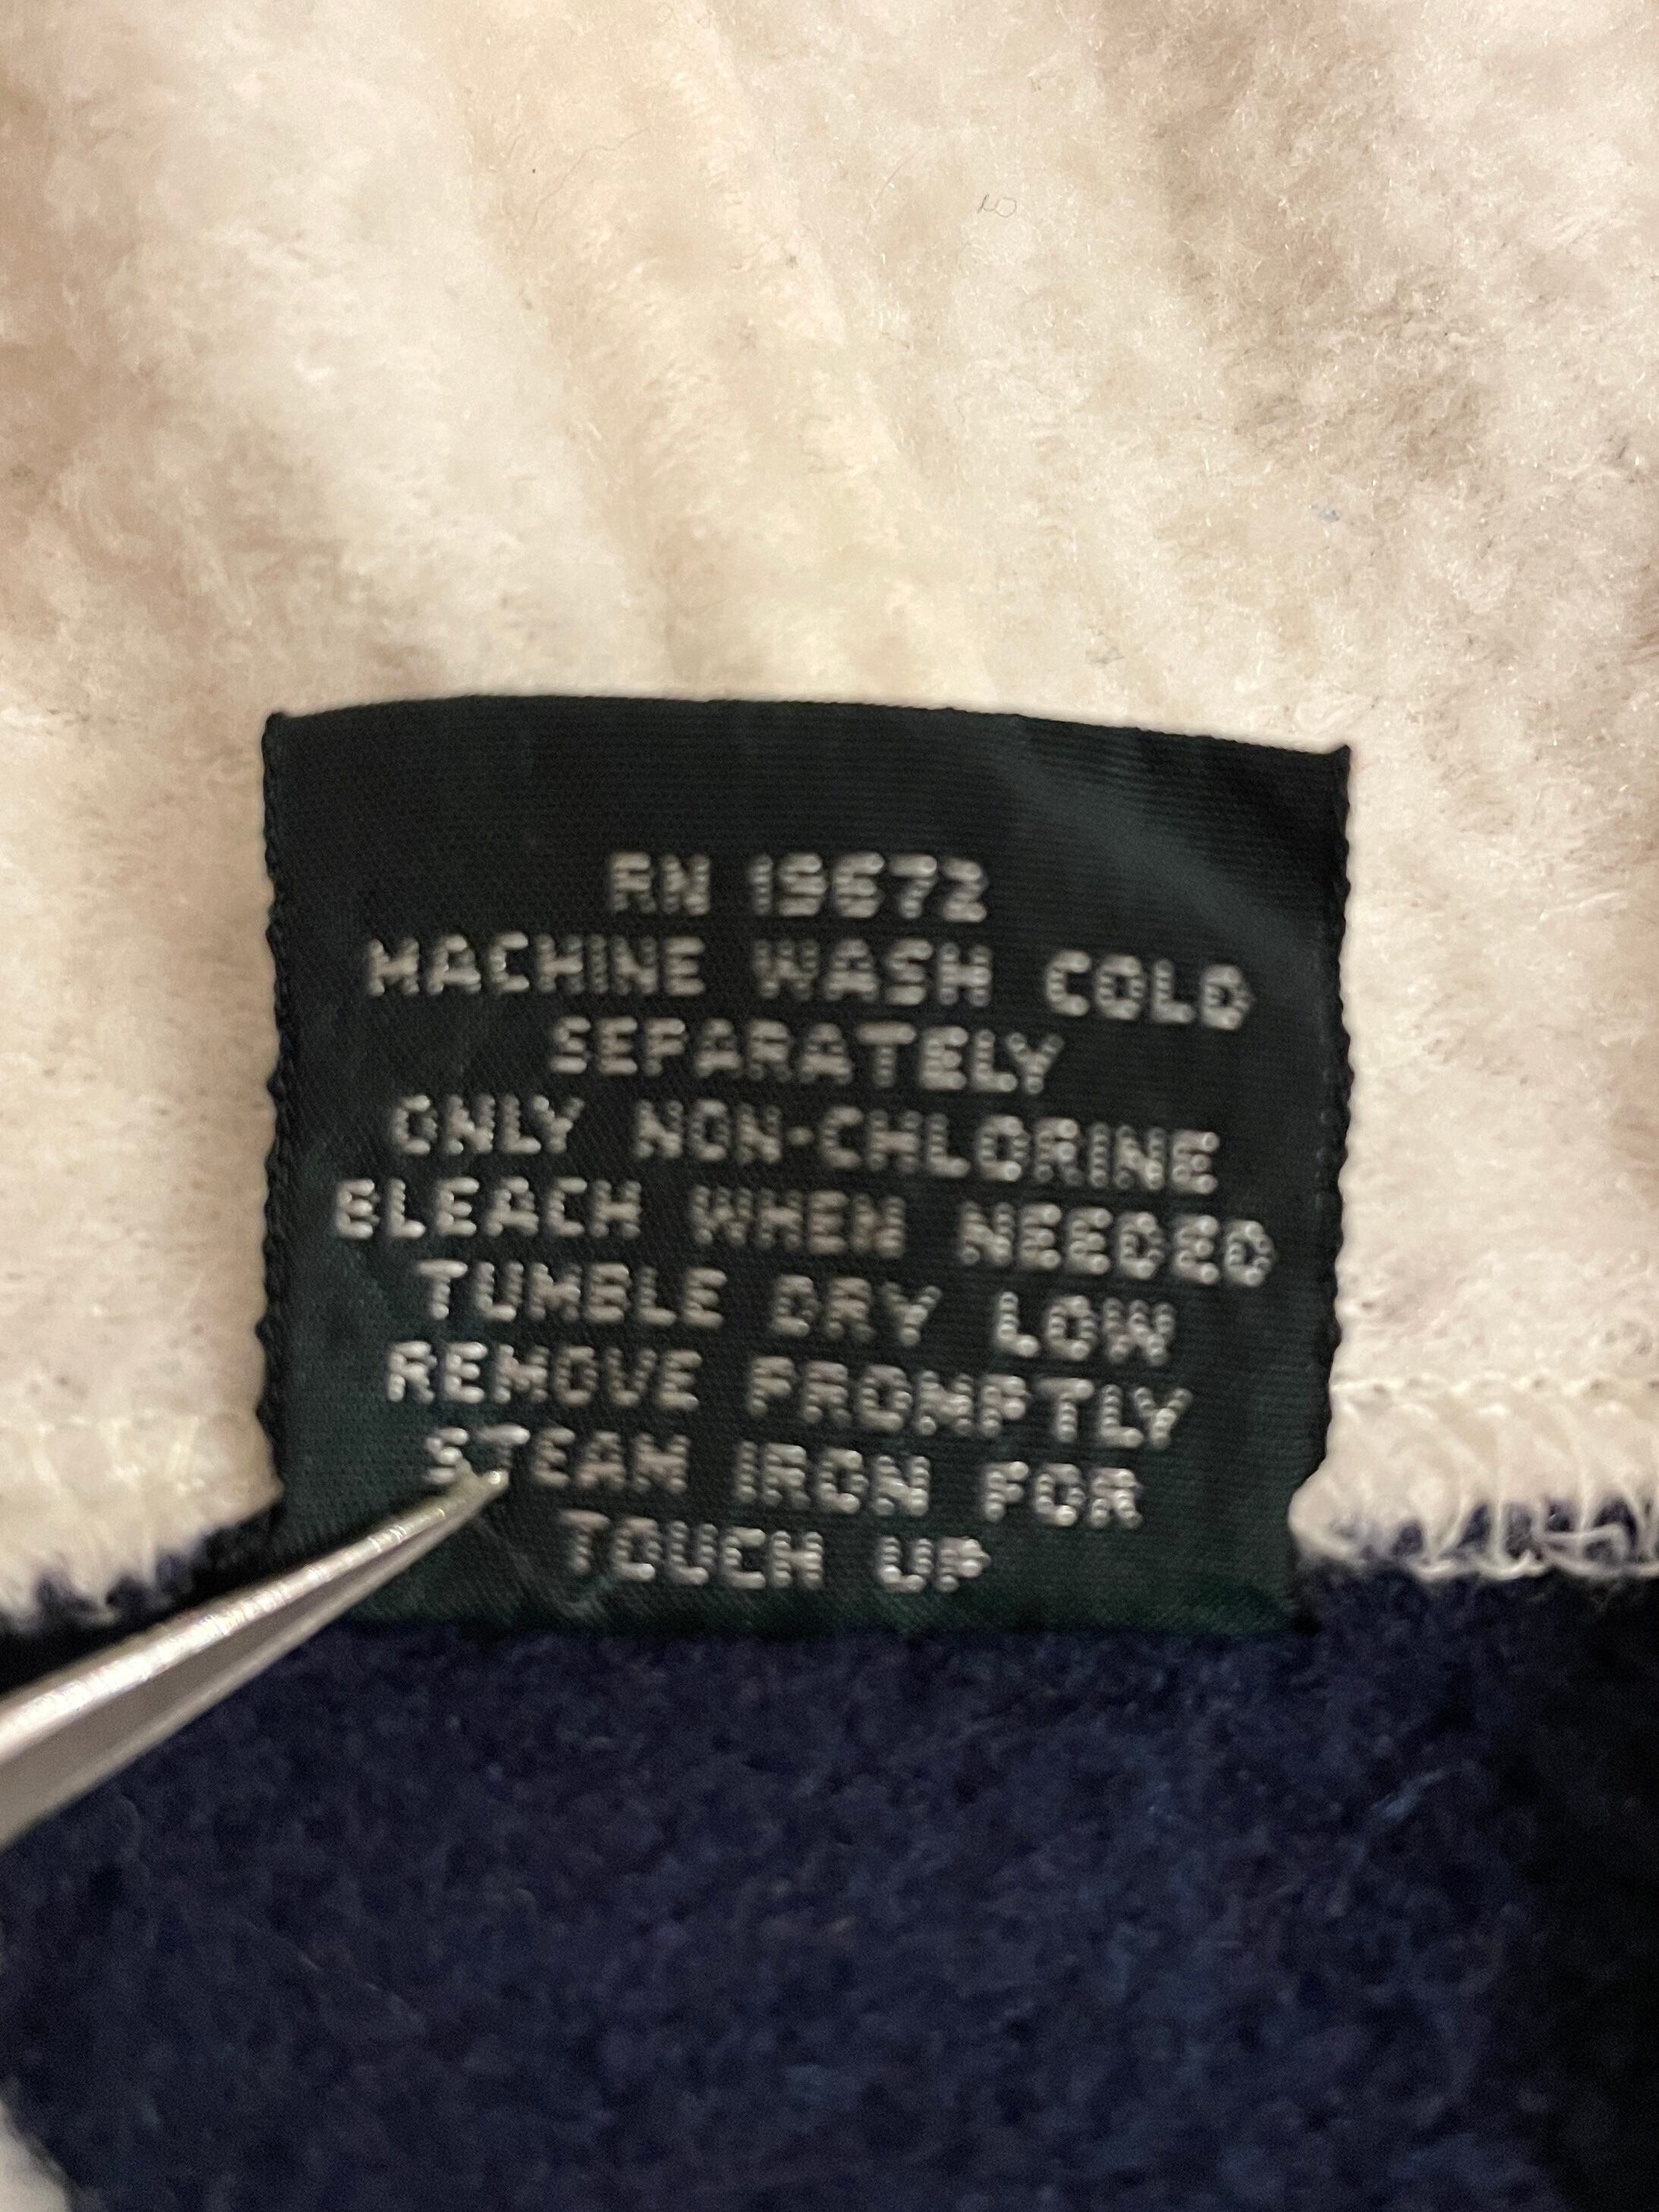 RN 19672
MACHINE WASH COLD
SEPARATELY
ONLY NON-CHLORINE
BLEACH WHEN NEEDED
TUMBLE DRY LOW
REMOVE PROMPTLY
STEAM IRON FOR
TOUCH UP